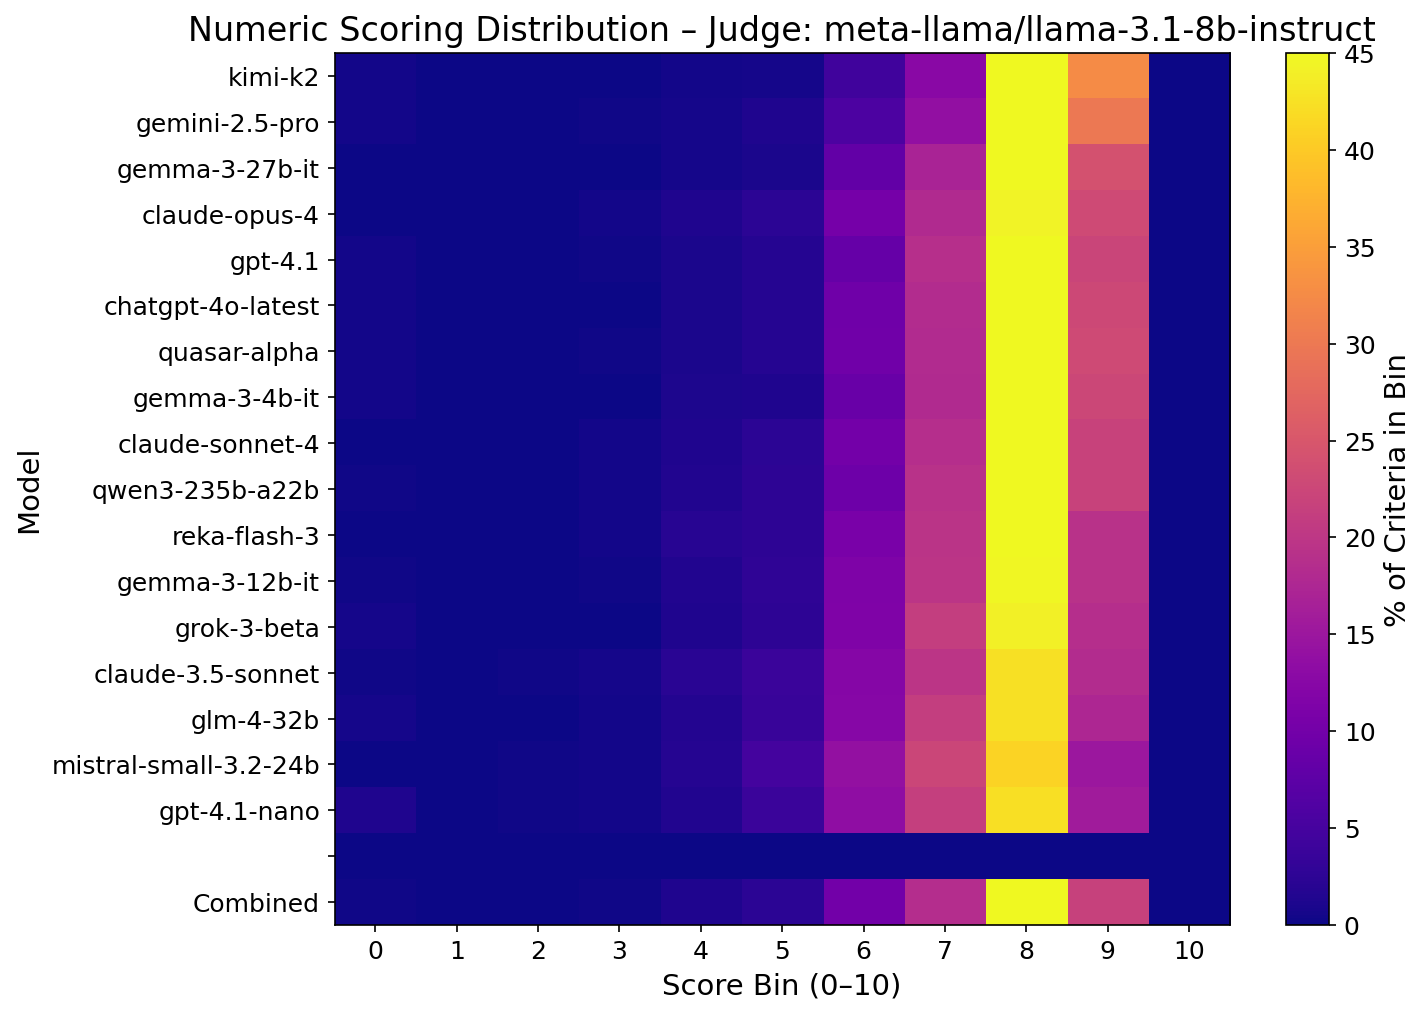 Numeric Scoring Distribution – Judge: meta-llama/llama-3.1-8b-instruct
Model
kimi-k2
gemini-2.5-pro
gemma-3-27b-it
claude-opus-4
gpt-4.1
chatgpt-4o-latest
quasar-alpha
gemma-3-4b-it
claude-sonnet-4
qwen3-235b-a22b
reka-flash-3
gemma-3-12b-it
grok-3-beta
claude-3.5-sonnet
glm-4-32b
mistral-small-3.2-24b
gpt-4.1-nano
Combined
0 1 2 3 4 5 6 7 8 9 10
Score Bin (0–10)
45
40
35
30
25
20
15
10
5
0
% of Criteria in Bin